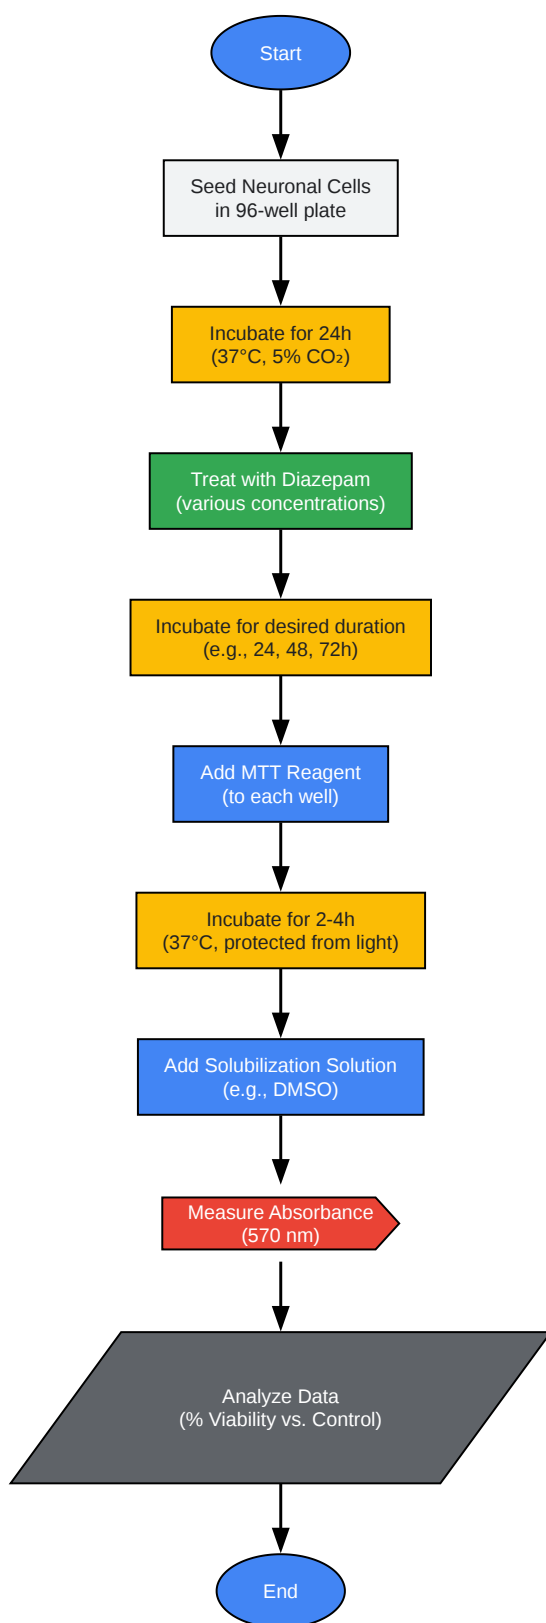 Start
Seed Neuronal Cells
in 96-well plate
Incubate for 24h
(37°C, 5% CO₂)
Treat with Diazepam
(various concentrations)
Incubate for desired duration
(e.g., 24, 48, 72h)
Add MTT Reagent
(to each well)
Incubate for 2-4h
(37°C, protected from light)
Add Solubilization Solution
(e.g., DMSO)
Measure Absorbance
(570 nm)
Analyze Data
(% Viability vs. Control)
End